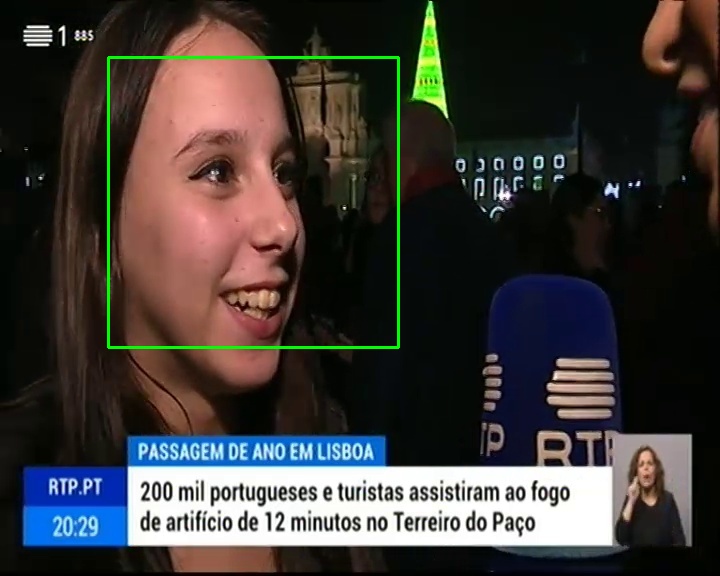 1 885
RTP
PASSAGEM DE ANO EM LISBOA
RTP.PT
200 mil portugueses e turistas assistiram ao fogo
de artifício de 12 minutos no Terreiro do Paço
20:29